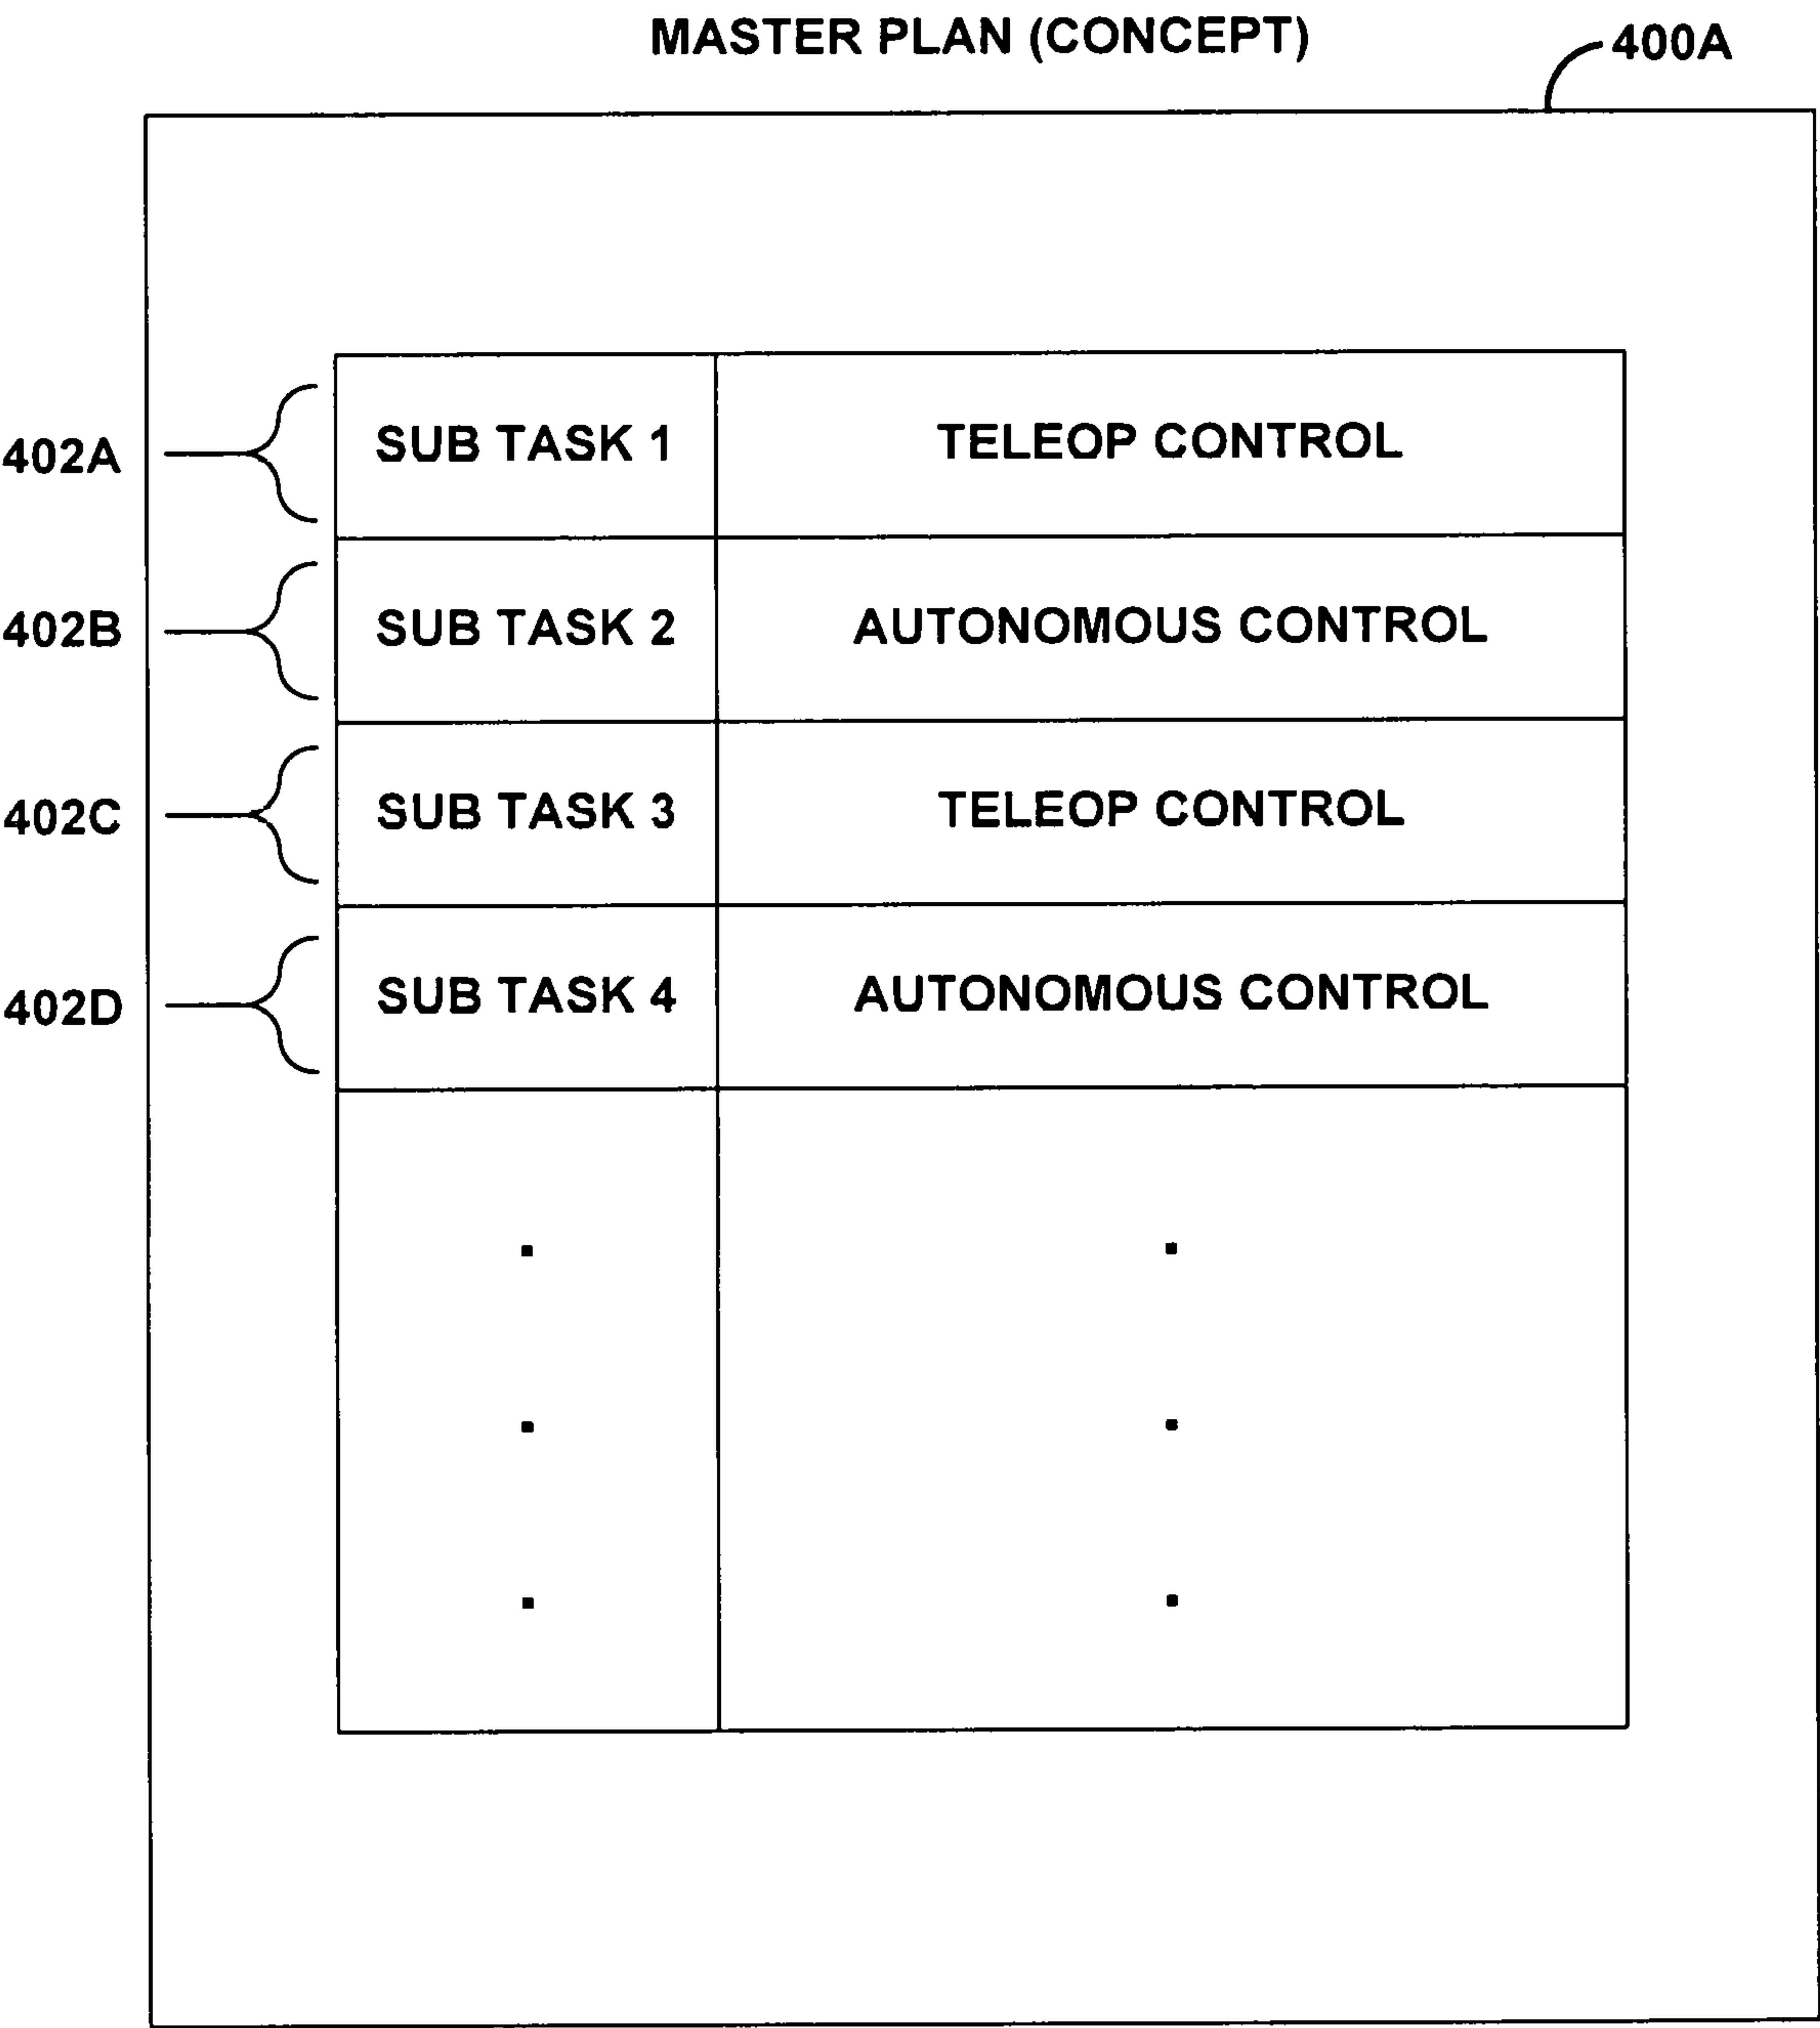 MASTER PLAN (CONCEPT)
400A
402A SUB TASK 1 TELEOP CONTROL
402B SUB TASK 2 AUTONOMOUS CONTROL
402C SUB TASK 3 TELEOP CONTROL
402D SUB TASK 4 AUTONOMOUS CONTROL